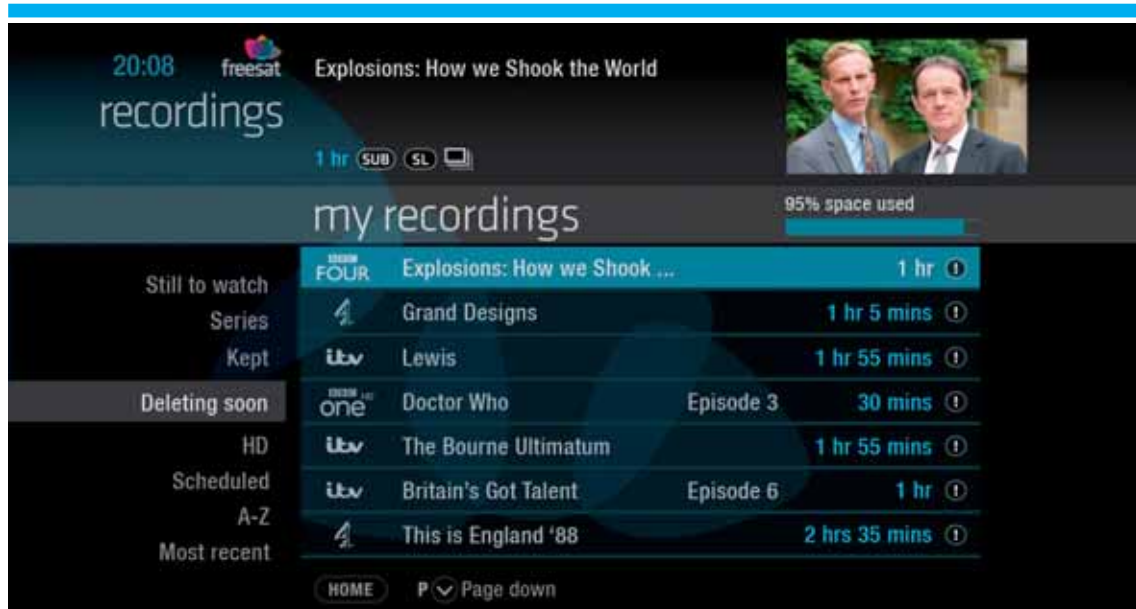 20:08 freesat
recordings
Explosions: How we Shook the World
1 hr SUB SL
my recordings
95% space used
Still to watch
Series
Kept
Deleting soon
HD
Scheduled
A-Z
Most recent
BBC FOUR Explosions: How we Shook ... 1 hr
4 Grand Designs 1 hr 5 mins
itv Lewis 1 hr 55 mins
BBC one HD Doctor Who Episode 3 30 mins
itv The Bourne Ultimatum 1 hr 55 mins
itv Britain's Got Talent Episode 6 1 hr
4 This is England ‘88 2 hrs 35 mins
HOME P Page down